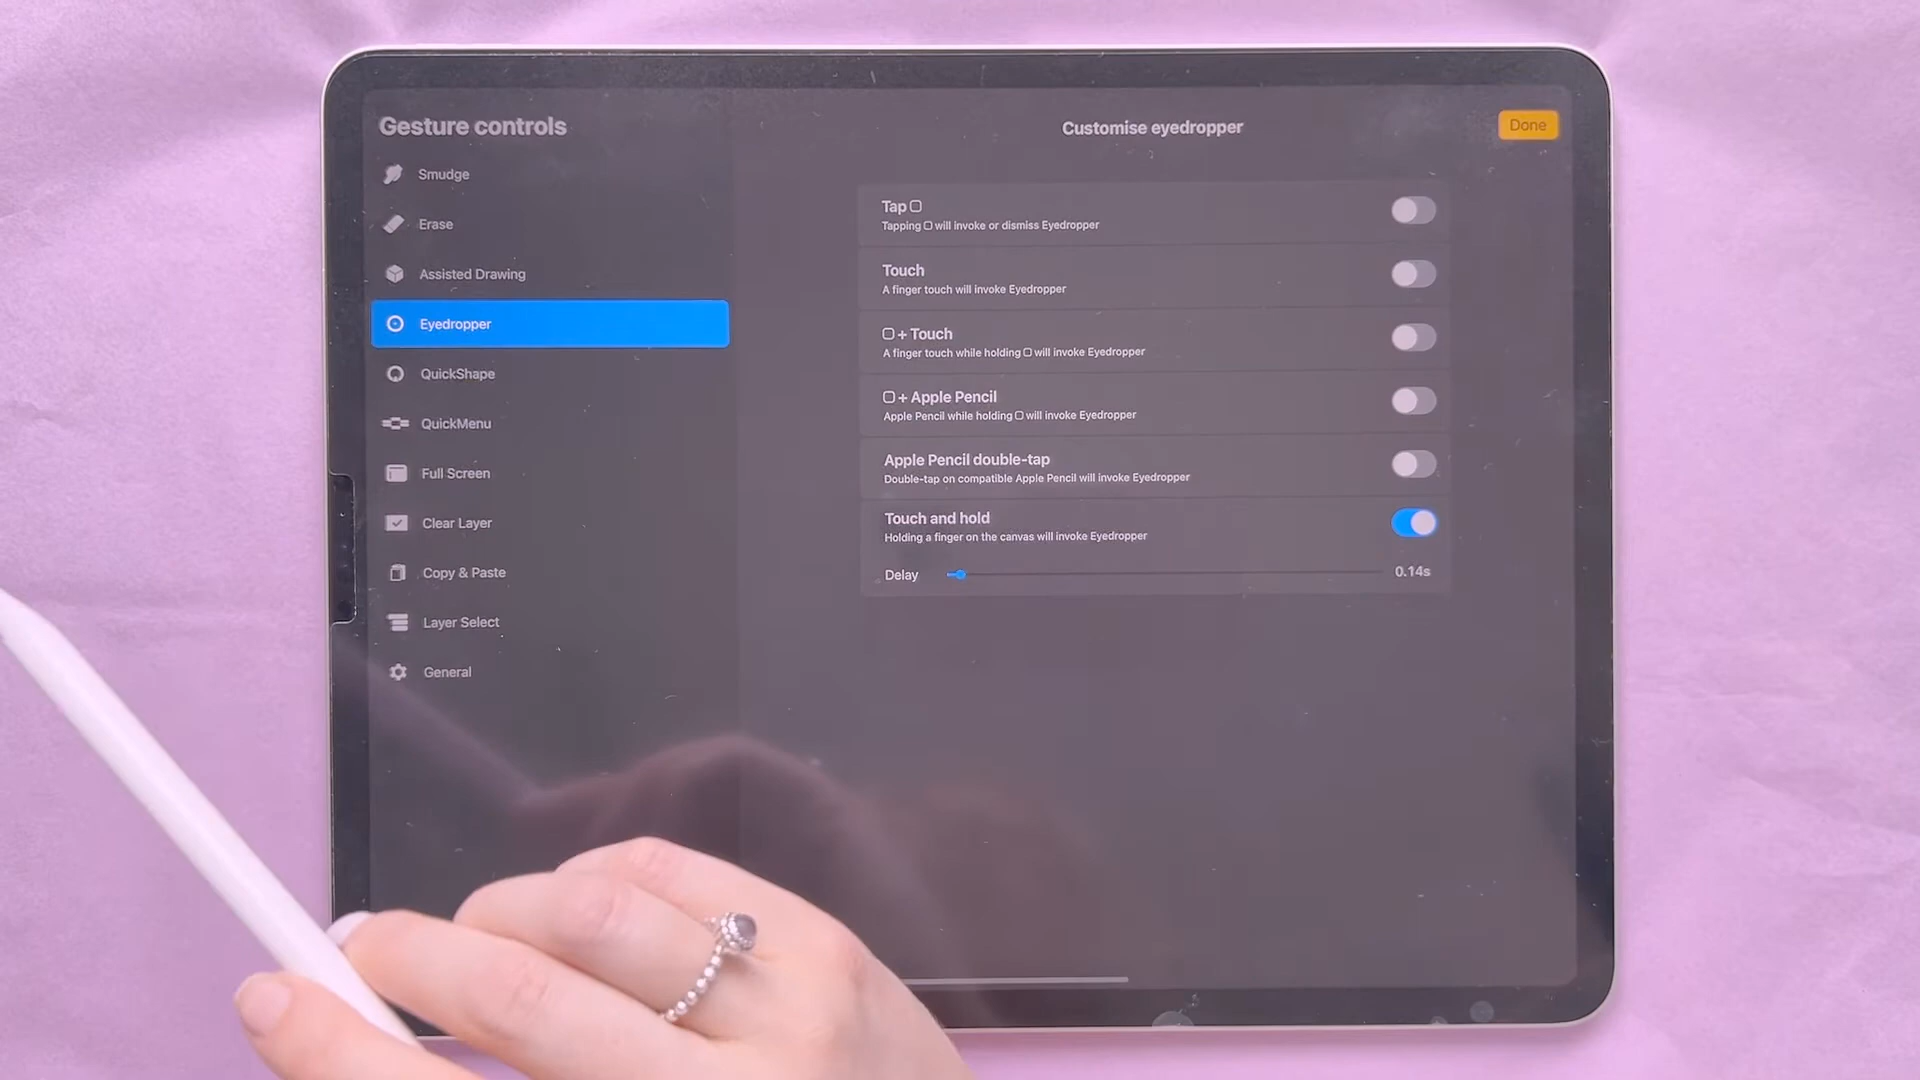 Gesture controls
Smudge
Erase
Assisted Drawing
Eyedropper
QuickShape
QuickMenu
Full Screen
Clear Layer
Copy & Paste
Layer Select
General
Customise eyedropper
Done
Tap
Tapping will invoke or dismiss Eyedropper
Touch
A finger touch will invoke Eyedropper
+ Touch
A finger touch while holding will invoke Eyedropper
+ Apple Pencil
Apple Pencil while holding will invoke Eyedropper
Apple Pencil double-tap
Double-tap on compatible Apple Pencil will invoke Eyedropper
Touch and hold
Holding a finger on the canvas will invoke Eyedropper
Delay 0.14s